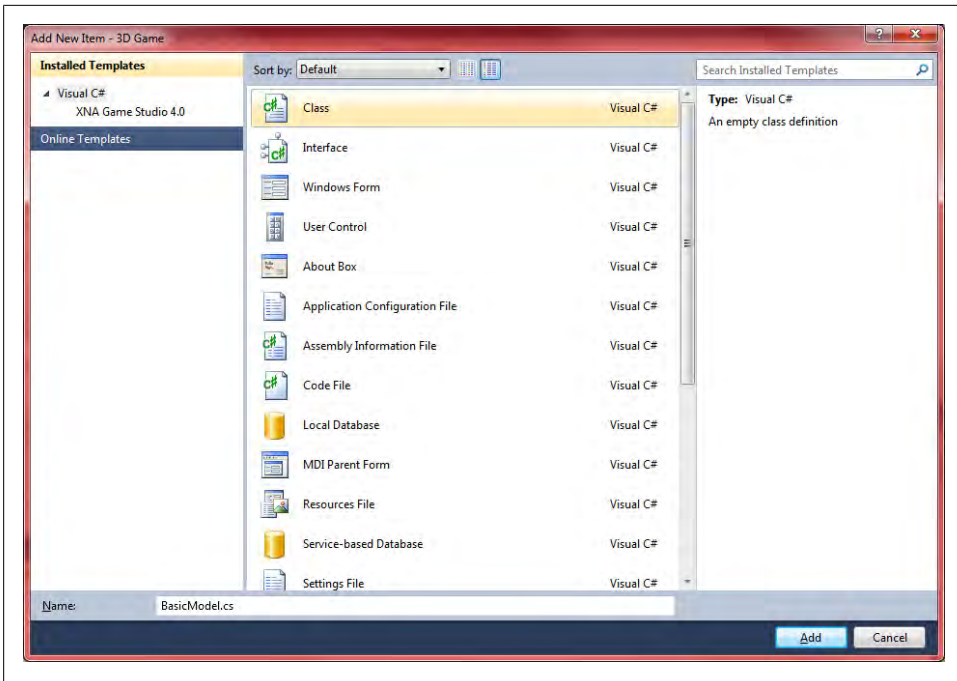 Add New Item - 3D Game
Installed Templates
Visual C#
XNA Game Studio 4.0
Online Templates
Sort by: Default
Search Installed Templates
Class Visual C#
Interface Visual C#
Windows Form Visual C#
User Control Visual C#
About Box Visual C#
Application Configuration File Visual C#
Assembly Information File Visual C#
Code File Visual C#
Local Database Visual C#
MDI Parent Form Visual C#
Resources File Visual C#
Service-based Database Visual C#
Settings File Visual C#
Type: Visual C#
An empty class definition
Name: BasicModel.cs
Add Cancel